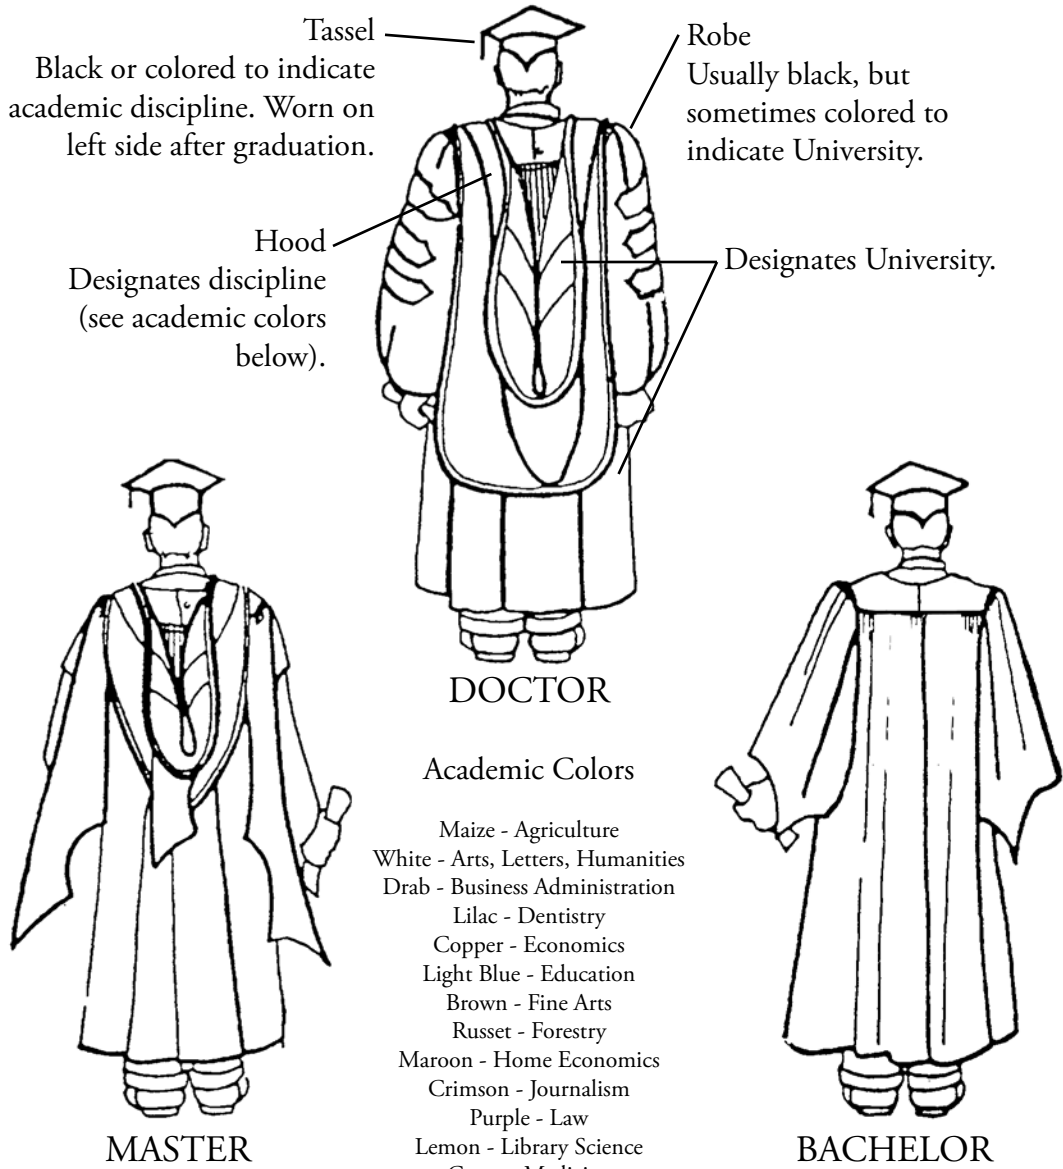 Tassel
Black or colored to indicate
academic discipline. Worn on
left side after graduation.
Robe
Usually black, but
sometimes colored to
indicate University.
Hood
Designates discipline
(see academic colors
below).
Designates University.
DOCTOR
Academic Colors
Maize - Agriculture
White - Arts, Letters, Humanities
Drab - Business Administration
Lilac - Dentistry
Copper - Economics
Light Blue - Education
Brown - Fine Arts
Russet - Forestry
Maroon - Home Economics
Crimson - Journalism
Purple - Law
Lemon - Library Science
MASTER
BACHELOR